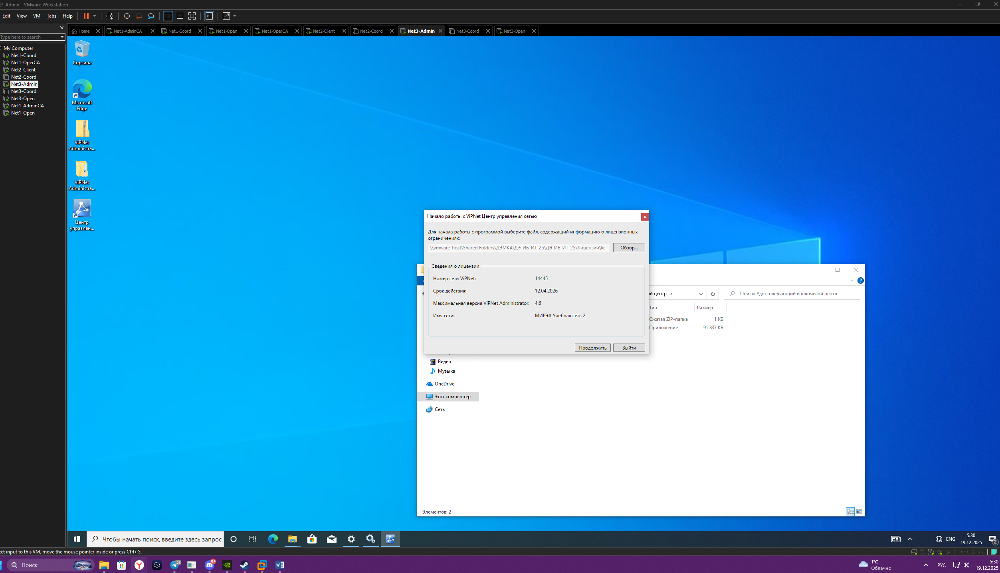 t3-Admin - VMware Workstation
Edit View VM Tabs Help
Type here to search
My Computer
Net1-Coord
Net1-OperCA
Net2-Client
Net2-Coord
Net3-Admin
Net3-Coord
Net3-Open
Net1-AdminCA
Net1-Open
Home Net1-AdminCA Net1-Coord Net1-Open Net1-OperCA Net2-Client Net2-Coord Net3-Admin Net3-Coord Net3-Open
Корзина
Microsoft
Edge
ViPNet
Administra...
ViPNet
Administra...
Центр
управлен...
Начало работы с ViPNet Центр управления сетью
Для начала работы с программой выберите файл, содержащий информацию о лицензионных
ограничениях:
\\vmware-host\Shared Folders\ДЭМКА\ДЭ-ИБ-ИТ-25\ДЭ-ИБ-ИТ-25\Лицензии\lic_
Обзор...
Сведения о лицензии
Номер сети ViPNet: 14445
Срок действия: 12.04.2026
Максимальная версия ViPNet Administrator: 4.6
Имя сети: МИРЭА Учебная сеть 2
Продолжить Выйти
й центр
Поиск: Удостоверяющий и ключевой центр
Тип Размер
Сжатая ZIP-папка 1 КБ
Приложение 91 837 КБ
Видео
Музыка
OneDrive
Этот компьютер
Сеть
Элементов: 2
Чтобы начать поиск, введите здесь запрос
ENG
5:30
19.12.2025
2
ect input to this VM, move the mouse pointer inside or press Ctrl+G.
Поиск
25
9+
1°C
Облачно
РУС
5:30
19.12.2025